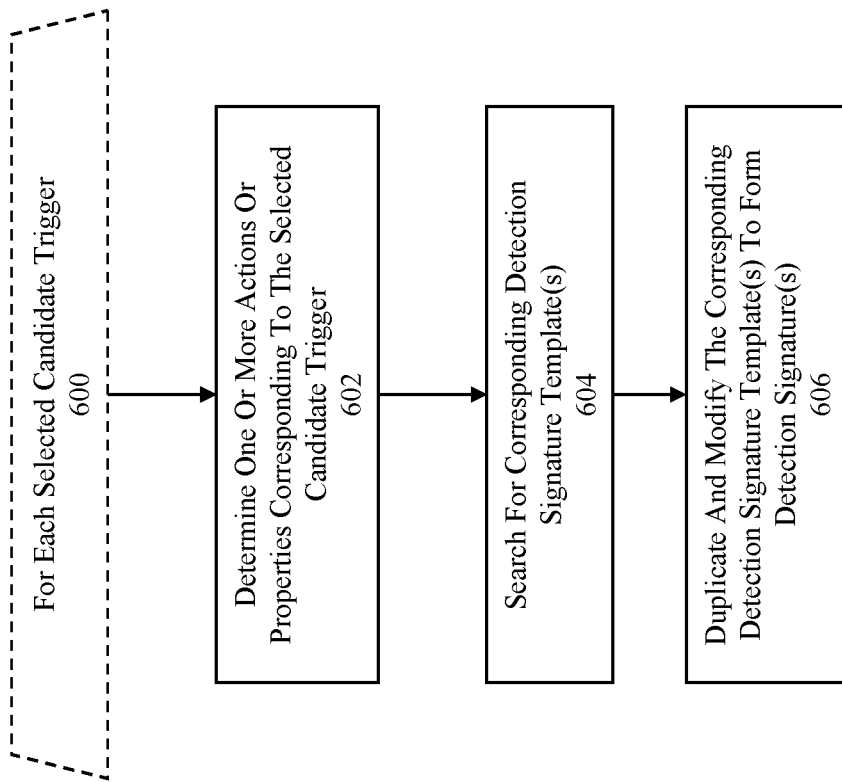 For Each Selected Candidate Trigger
600
Determine One Or More Actions Or
Properties Corresponding To The Selected
Candidate Trigger
602
Search For Corresponding Detection
Signature Template(s)
604
Duplicate And Modify The Corresponding
Detection Signature Template(s) To Form
Detection Signature(s)
606